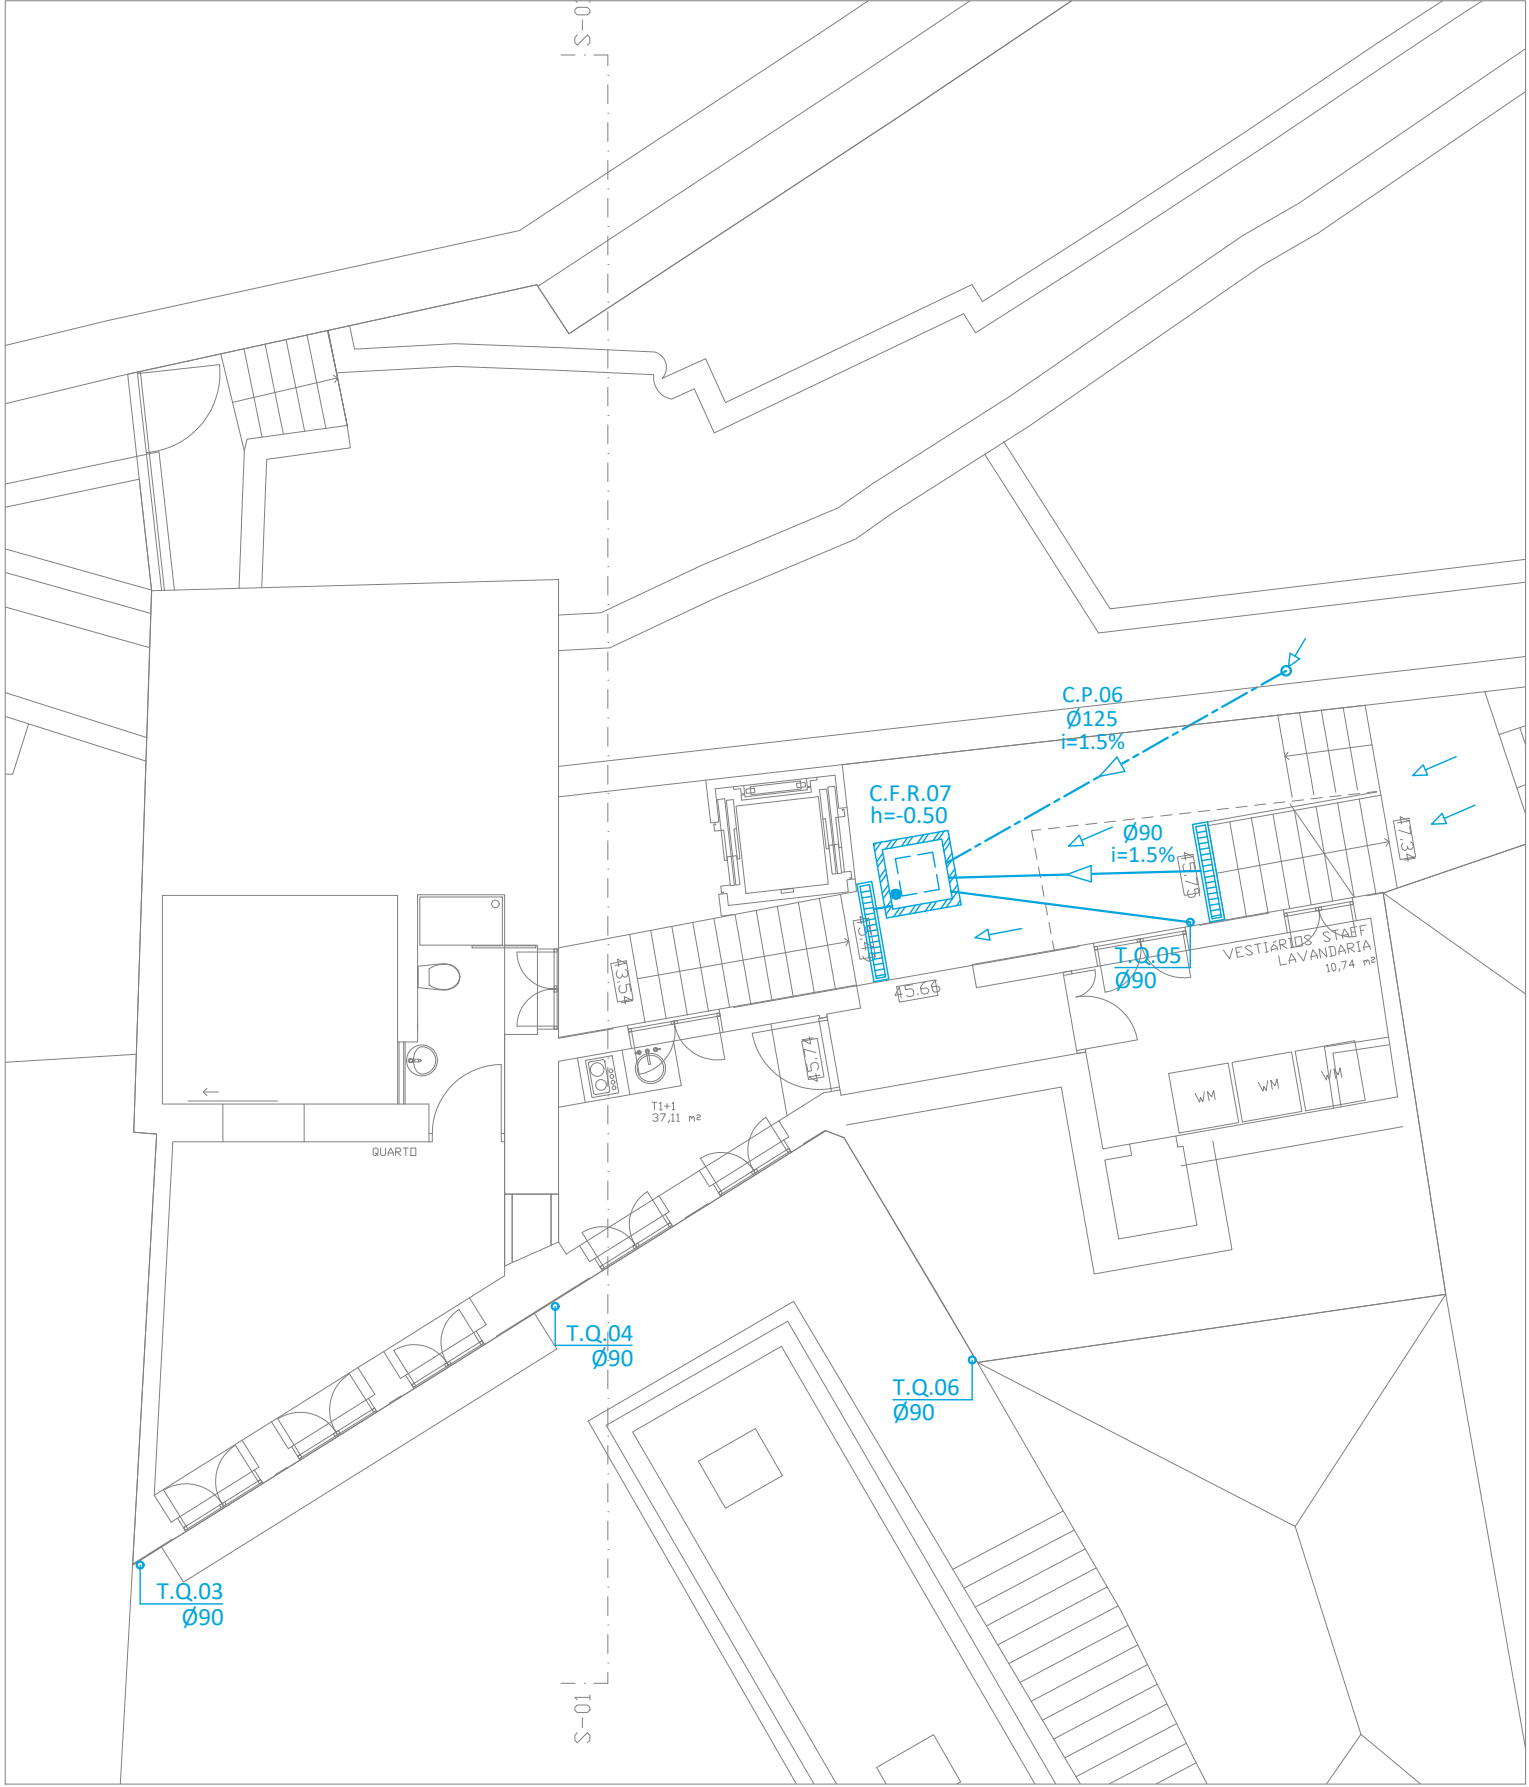 S-01
C.P.06
Ø125
i=1.5%
C.F.R.07
h=-0.50
Ø90
i=1.5%
47.34
45.75
VESTIÁRIOS STAFF
LAVANDARIA
10,74 m²
T.Q.05
Ø90
43.54
45.66
45.74
WM
WM
WM
T1+1
37,11 m²
QUARTO
T.Q.04
Ø90
T.Q.06
Ø90
T.Q.03
Ø90
S-01